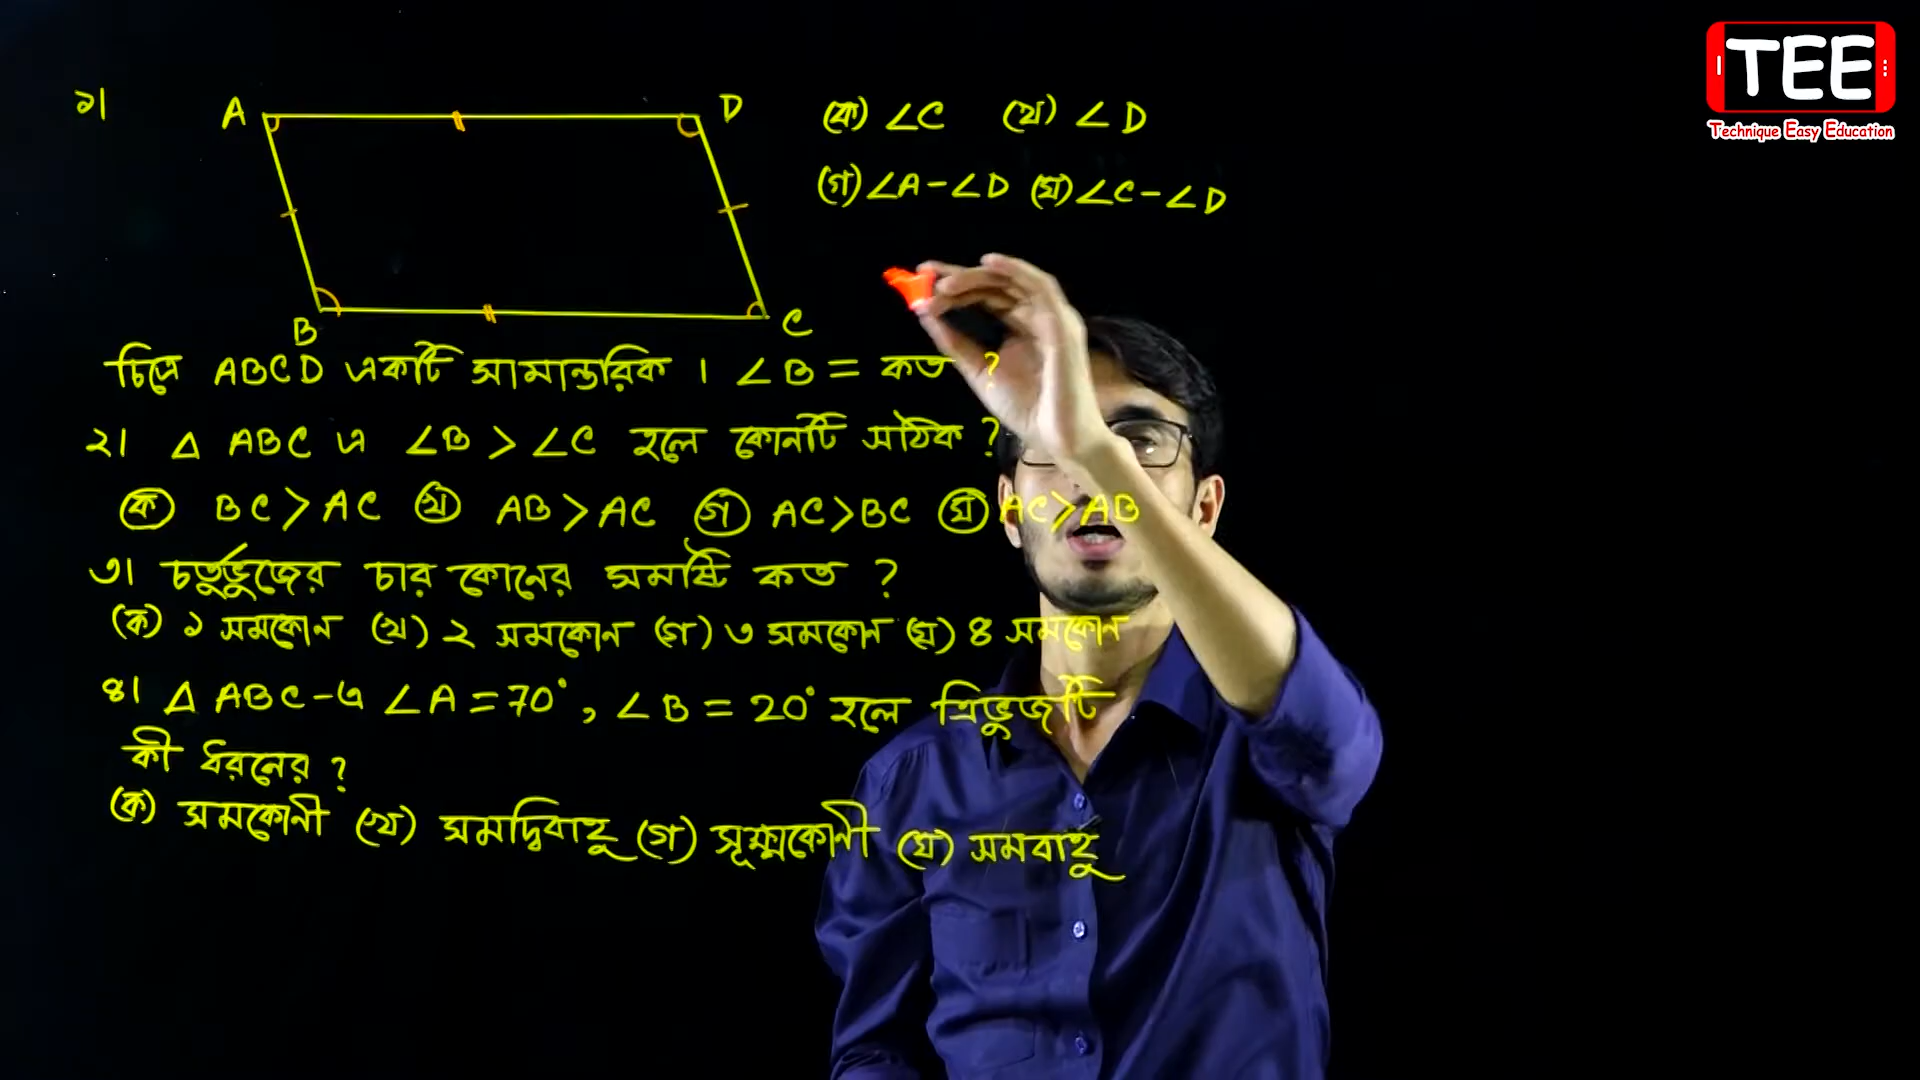 TEE
Technique Easy Education
১। A D
B C
(ক) ∠C (খ) ∠D
(গ) ∠A-∠D (ঘ) ∠C-∠D
চিত্রে ABCD একটি সামান্তরিক । ∠B = কত ?
২। △ ABC এ ∠B > ∠C হলে কোনটি সঠিক ?
(ক) BC > AC (খ) AB > AC (গ) AC > BC (ঘ) AC > AB
৩। চর্তুভুজের চার কোনের সমষ্টি কত ?
(ক) ১ সমকোন (খ) ২ সমকোন (গ) ৩ সমকোন (ঘ) ৪ সমকোন
৪। △ ABC-এ ∠A = 70°, ∠B = 20° হলে ত্রিভুজটি
কী ধরনের ?
(ক) সমকোনী (খ) সমদ্বিবাহু (গ) সূক্ষ্মকোনী (ঘ) সমবাহু